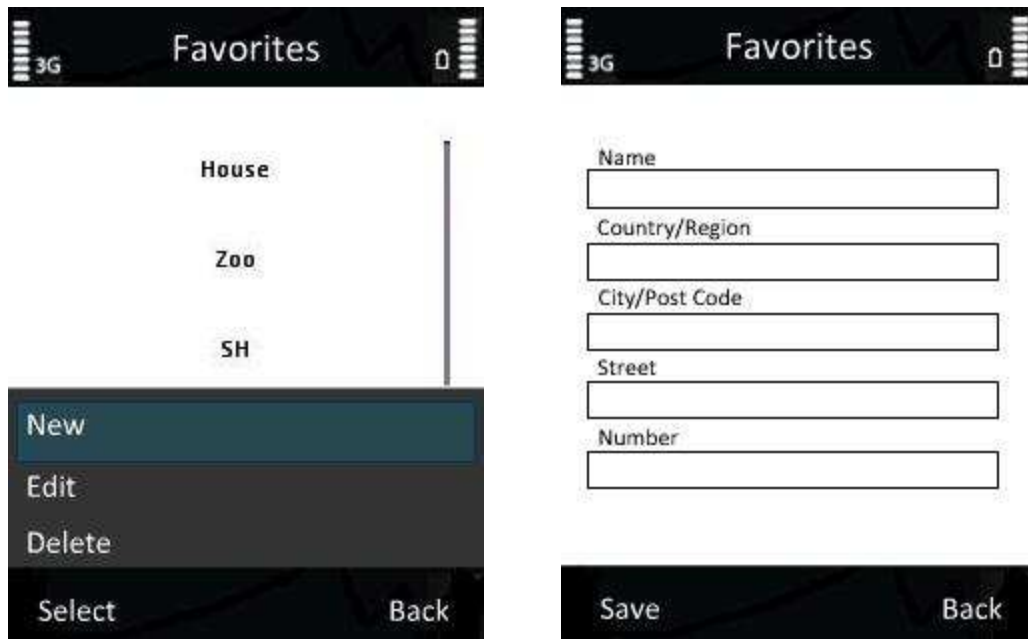 3G Favorites
House
Zoo
SH
New
Edit
Delete
Select Back
3G Favorites
Name
Country/Region
City/Post Code
Street
Number
Save Back